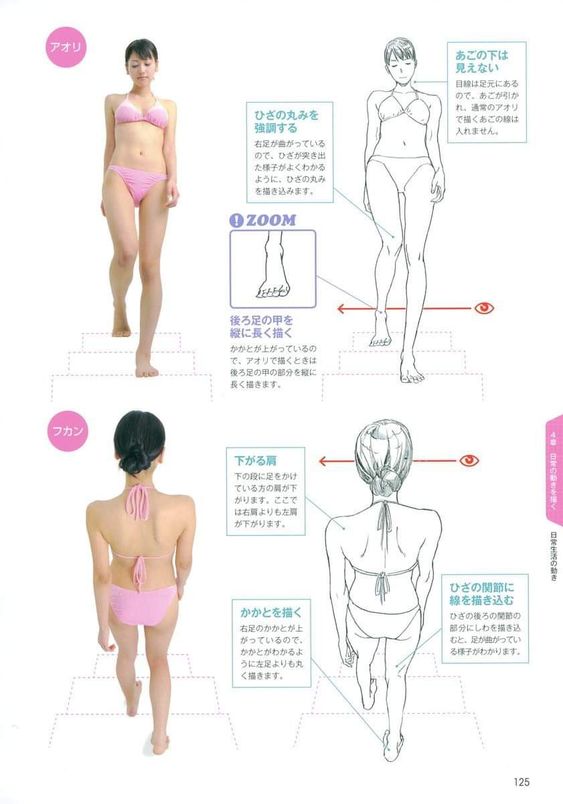 アオリ
あごの下は
見えない
目線は足元にある
ので、あごが引か
れ、通常のアオリ
で描くあごの線は
入れません。
ひざの丸みを
強調する
右足が曲がっている
ので、ひざが突き出
た様子がよくわかる
ように、ひざの丸み
を描き込みます。
! ZOOM
後ろ足の甲を
縦に長く描く
かかとが上がっているの
で、アオリで描くときは
後ろ足の甲の部分を縦に
長く描きます。
フカン
下がる肩
下の段に足をかけ
ている方の肩が下
がります。ここで
は右肩よりも左肩
が下がります。
4章 日常の動きを描く
日常生活の動き
ひざの関節に
線を描き込む
ひざの後ろの関節の
部分にしわを描き込
むと、足が曲がってい
る様子がわかります。
かかとを描く
右足のかかとが上
がっているので、
かかとがわかるよ
うに左足よりも丸
く描きます。
125